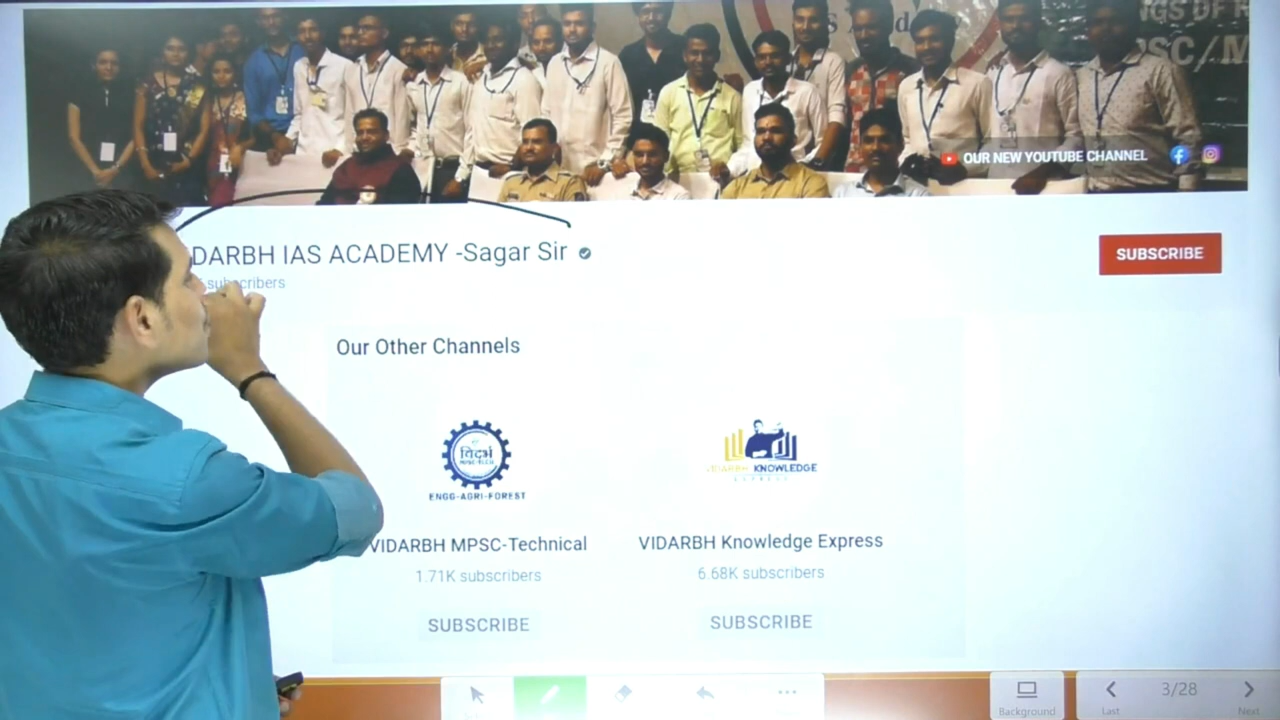 OUR NEW YOUTUBE CHANNEL
DARBH IAS ACADEMY -Sagar Sir
subscribers
SUBSCRIBE
Our Other Channels
विदर्भ
ENGG-AGRI-FOREST
VIDARBH KNOWLEDGE
EXPRESS
VIDARBH MPSC-Technical
VIDARBH Knowledge Express
1.71K subscribers
6.68K subscribers
SUBSCRIBE
SUBSCRIBE
Background
Last
3/28
Next